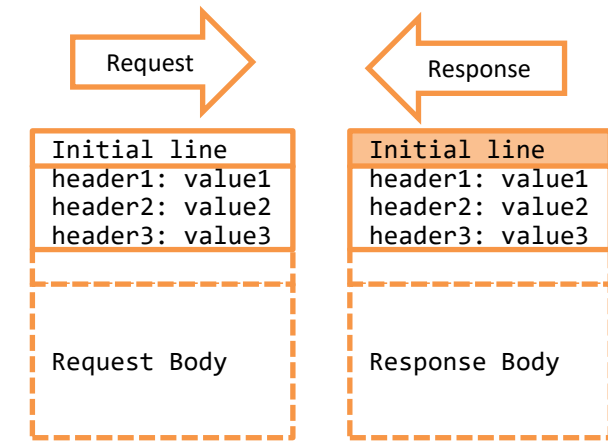 Request
Response
Initial line
header1: value1
header2: value2
header3: value3
Request Body
Initial line
header1: value1
header2: value2
header3: value3
Response Body